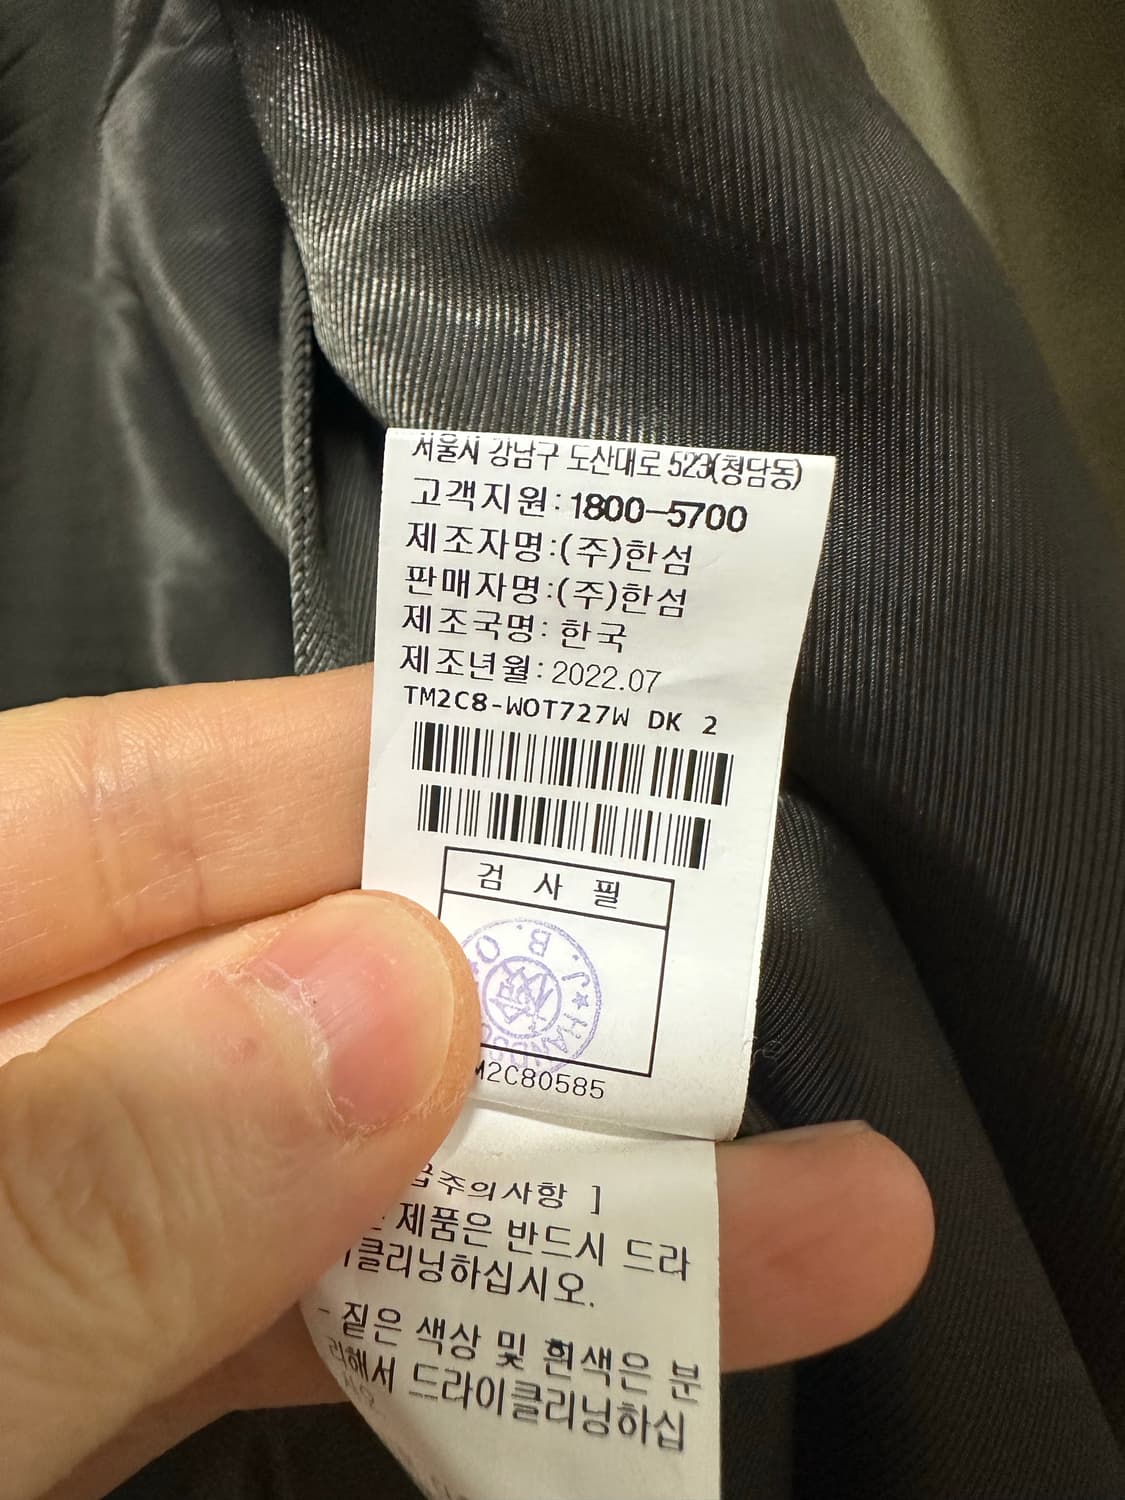 서울시 강남구 도산대로 523(청담동)
고객지원:1800-5700
제조자명:(주)한섬
판매자명:(주)한섬
제조국명: 한국
제조년월: 2022.07
TM2C8-WOT727W DK 2
검 사 필
J.B.O
★HANDSO
M2C80585
급주의사항 ]
제품은 반드시 드라
이클리닝하십시오.
- 짙은 색상 및 흰색은 분
리해서 드라이클리닝하십